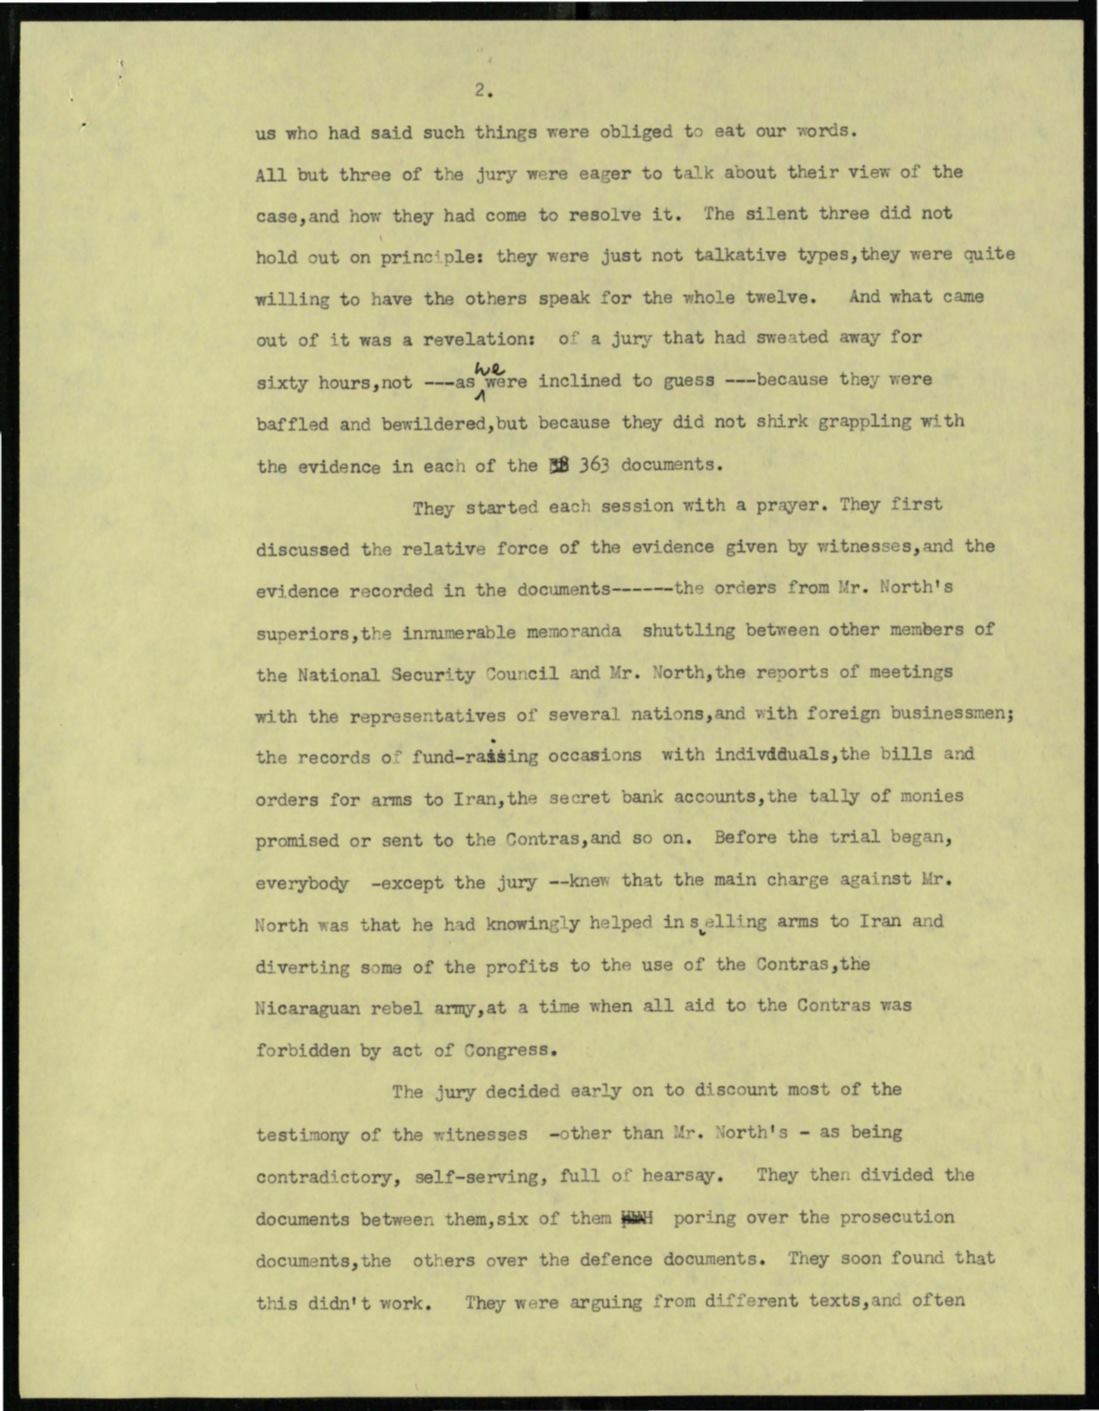 2.
us who had said such things were obliged to eat our words.
All but three of the jury were eager to talk about their view of the
case,and how they had come to resolve it. The silent three did not
hold out on principle: they were just not talkative types,they were quite
willing to have the others speak for the whole twelve. And what came
out of it was a revelation: of a jury that had sweated away for
sixty hours,not ---as we were inclined to guess ---because they were
baffled and bewildered,but because they did not shirk grappling with
the evidence in each of the 363 documents.
They started each session with a prayer. They first
discussed the relative force of the evidence given by witnesses,and the
evidence recorded in the documents------the orders from Mr. North's
superiors,the innumerable memoranda shuttling between other members of
the National Security Council and Mr. North,the reports of meetings
with the representatives of several nations,and with foreign businessmen;
the records of fund-raising occasions with indivdduals,the bills and
orders for arms to Iran,the secret bank accounts,the tally of monies
promised or sent to the Contras,and so on. Before the trial began,
everybody -except the jury --knew that the main charge against Mr.
North was that he had knowingly helped in selling arms to Iran and
diverting some of the profits to the use of the Contras,the
Nicaraguan rebel army,at a time when all aid to the Contras was
forbidden by act of Congress.
The jury decided early on to discount most of the
testimony of the witnesses -other than Mr. North's - as being
contradictory, self-serving, full of hearsay. They then divided the
documents between them,six of them poring over the prosecution
documents,the others over the defence documents. They soon found that
this didn't work. They were arguing from different texts,and often